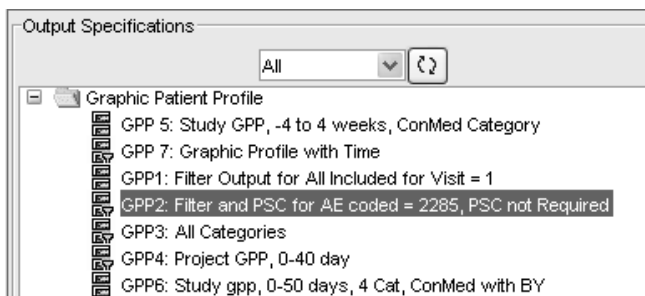 Output Specifications
All
Graphic Patient Profile
GPP 5: Study GPP, -4 to 4 weeks, ConMed Category
GPP 7: Graphic Profile with Time
GPP1: Filter Output for All Included for Visit = 1
GPP2: Filter and PSC for AE coded = 2285, PSC not Required
GPP3: All Categories
GPP4: Project GPP, 0-40 day
GPP6: Study gpp, 0-50 days, 4 Cat, ConMed with BY